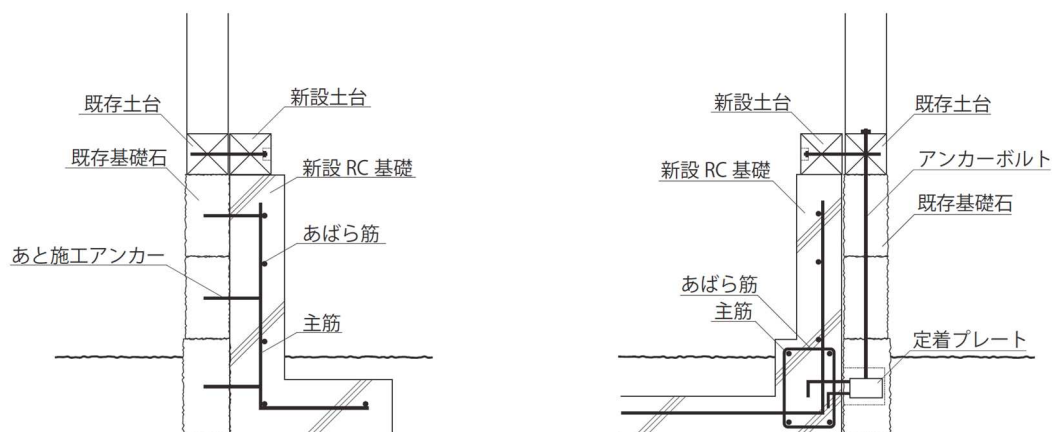 既存土台
新設土台
既存基礎石
新設 RC 基礎
あばら筋
あと施工アンカー
主筋
新設土台
既存土台
アンカーボルト
新設 RC 基礎
既存基礎石
あばら筋
主筋
定着プレート